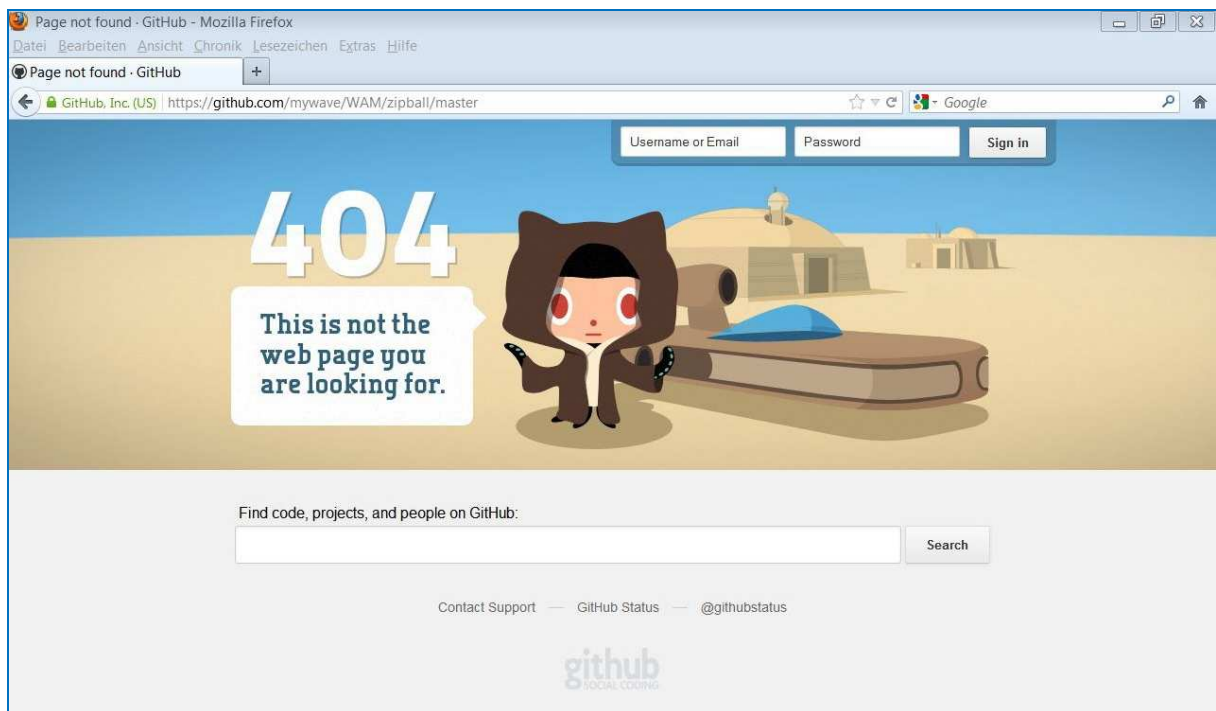 Page not found · GitHub - Mozilla Firefox
Datei Bearbeiten Ansicht Chronik Lesezeichen Extras Hilfe
Page not found · GitHub +
GitHub, Inc. (US) https://github.com/mywave/WAM/zipball/master Google
Username or Email Password Sign in
404
This is not the
web page you
are looking for.
Find code, projects, and people on GitHub:
Search
Contact Support — GitHub Status — @githubstatus
github
SOCIAL CODING